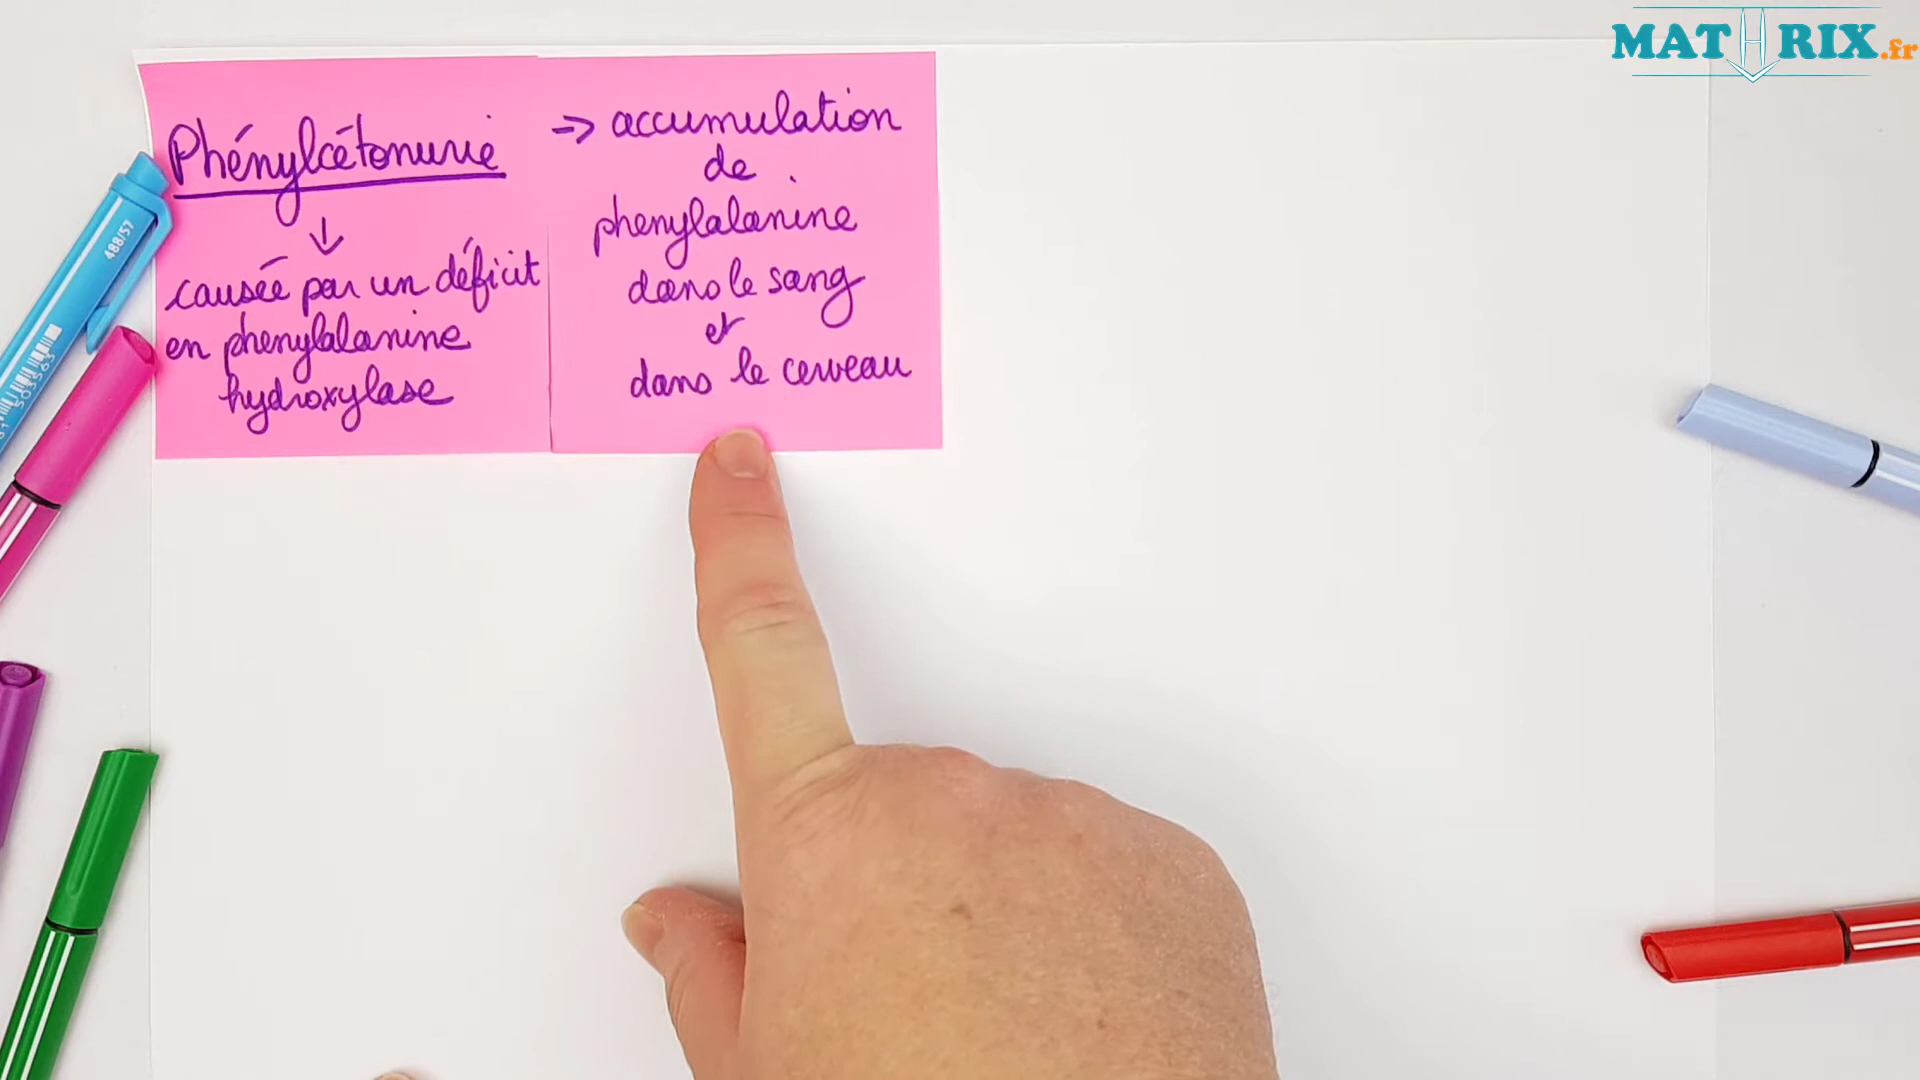 Phénylcétonurie
↓
causée par un déficit
en phenylalanine
hydroxylase
=> accumulation
de
phenylalanine
dans le sang
et
dans le cerveau
MATHRIX.fr
488/57
503563